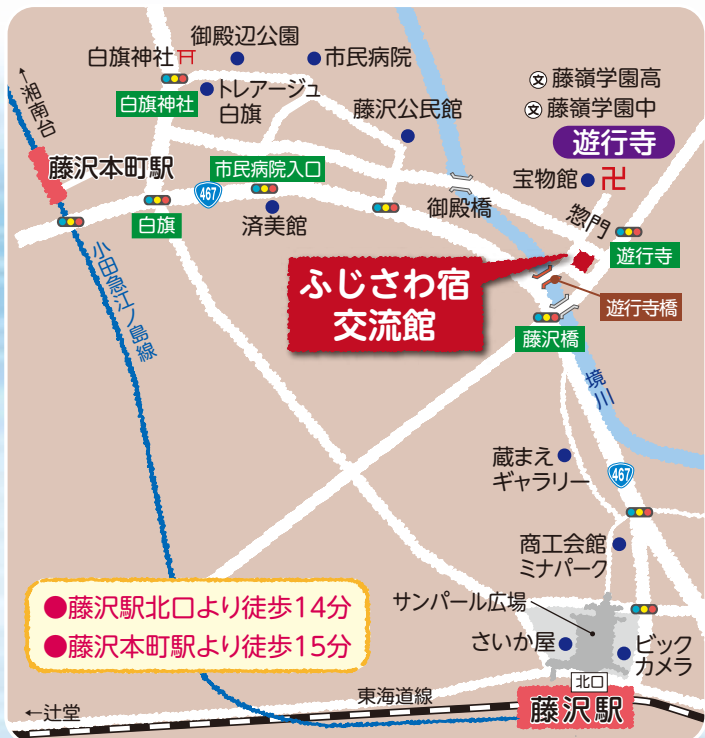 御殿辺公園
白旗神社
市民病院
←湘南台
白旗神社
トレアージュ
白旗
藤沢公民館
文 藤嶺学園高
文 藤嶺学園中
遊行寺
宝物館
卍
藤沢本町駅
市民病院入口
467
御殿橋
惣門
白旗
済美館
遊行寺
小田急江ノ島線
ふじさわ宿
交流館
遊行寺橋
藤沢橋
境川
蔵まえ
ギャラリー
467
商工会館
ミナパーク
●藤沢駅北口より徒歩14分
●藤沢本町駅より徒歩15分
サンパール広場
さいか屋
ビック
カメラ
北口
東海道線
←辻堂
藤沢駅